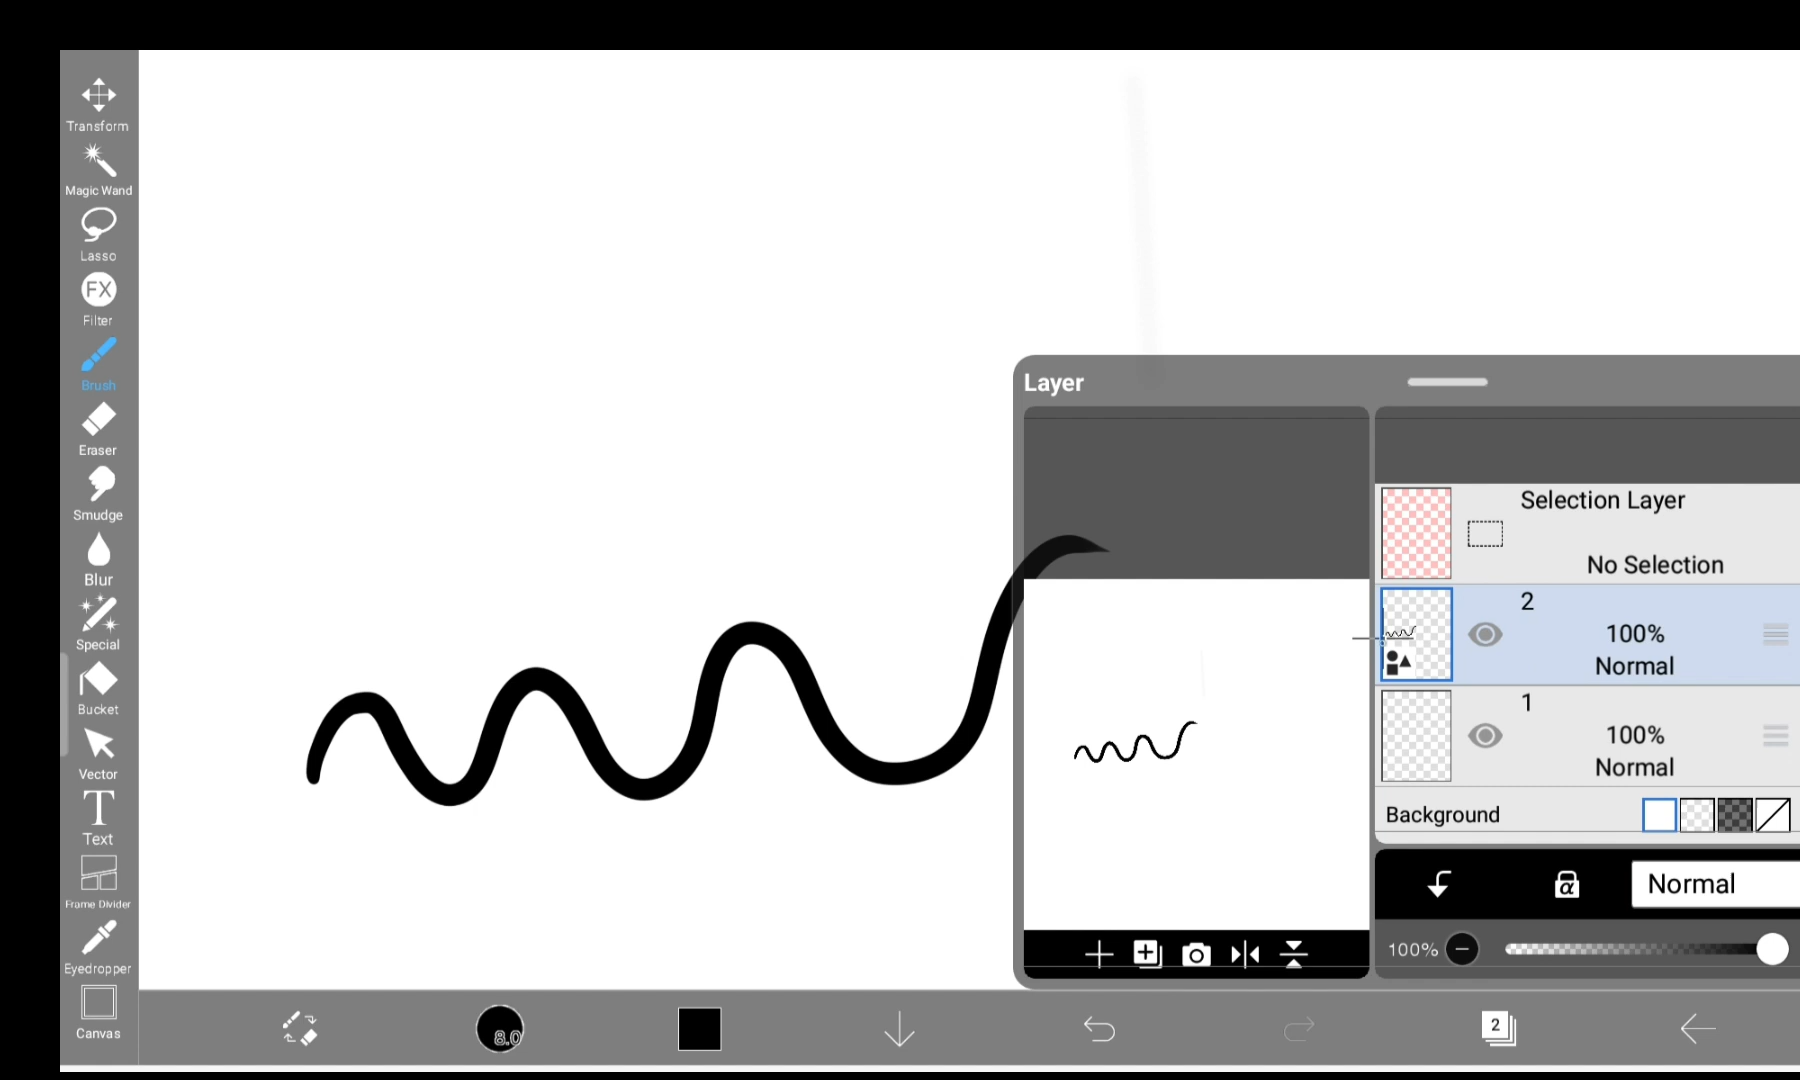 Transform
Magic Wand
Lasso
FX
Filter
Brush
Eraser
Smudge
Blur
Special
Bucket
Vector
T
Text
Frame Divider
Eyedropper
Canvas
Layer
Selection Layer
No Selection
2
100%
Normal
1
100%
Normal
Background
α
Normal
100%
8.0
2